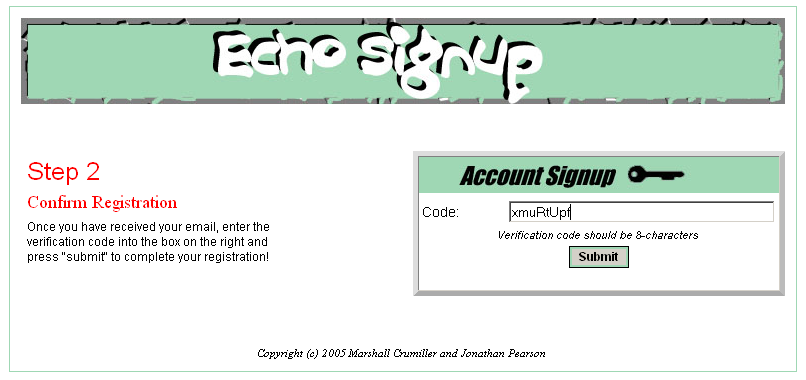 Echo Signup
Step 2
Confirm Registration
Once you have received your email, enter the
verification code into the box on the right and
press "submit" to complete your registration!
Account Signup
Code: xmuRtUpf
Verification code should be 8-characters
Submit
Copyright (c) 2005 Marshall Crumiller and Jonathan Pearson